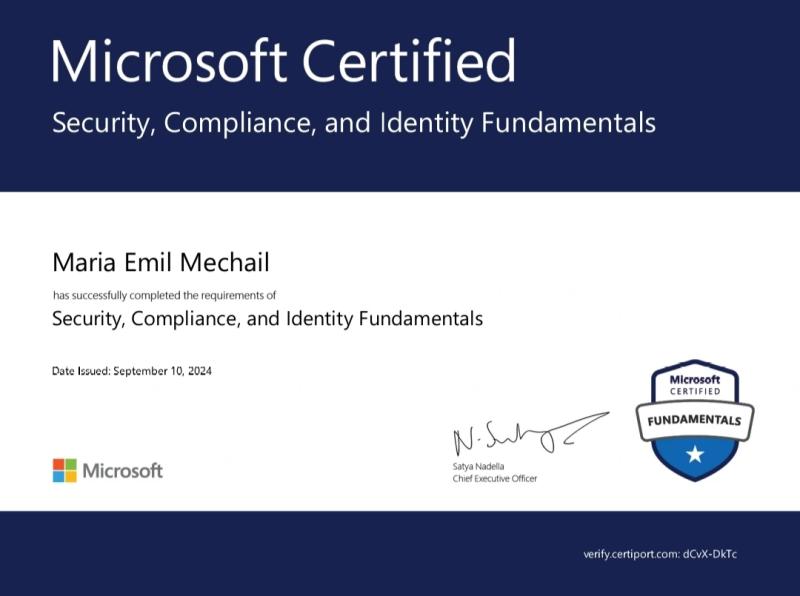 Microsoft Certified
Security, Compliance, and Identity Fundamentals
Maria Emil Mechail
has successfully completed the requirements of
Security, Compliance, and Identity Fundamentals
Date Issued: September 10, 2024
Microsoft
CERTIFIED
FUNDAMENTALS
Satya Nadella
Chief Executive Officer
Microsoft
verify.certiport.com: dCvX-DkTc